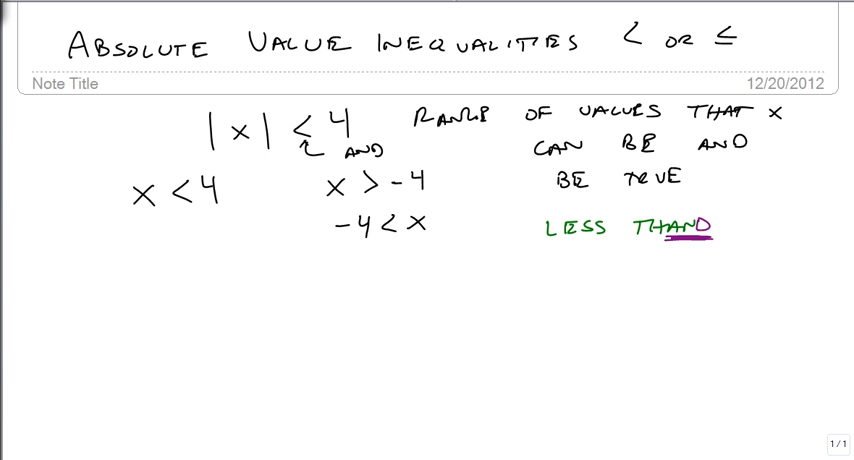 ABSOLUTE VALUE INEQUALITIES < OR ≤
Note Title
12/20/2012
|x| < 4
AND
RANGE OF VALUES THAT x
CAN BE AND
BE TRUE
x < 4
x > -4
-4 < x
LESS THAND
1 / 1